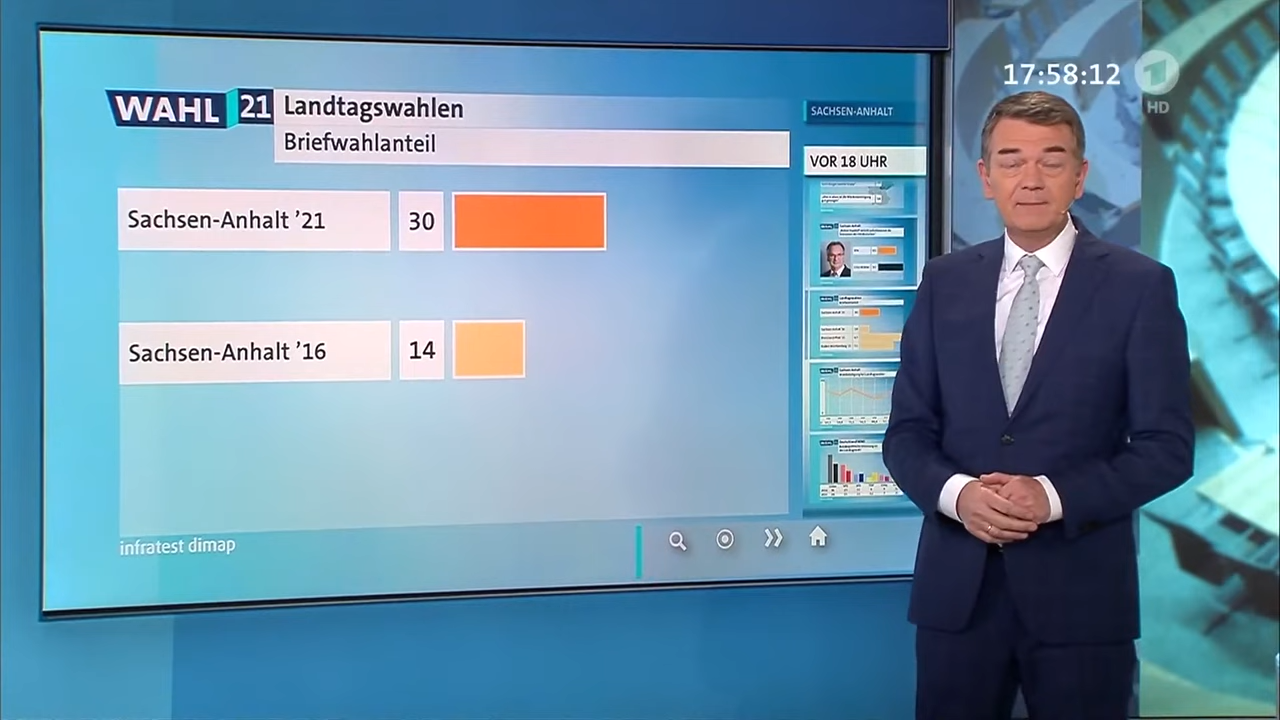 17:58:12
HD
WAHL 21
Landtagswahlen
Briefwahlanteil
SACHSEN-ANHALT
VOR 18 UHR
Sachsen-Anhalt ’21 30
Sachsen-Anhalt ’16 14
infratest dimap